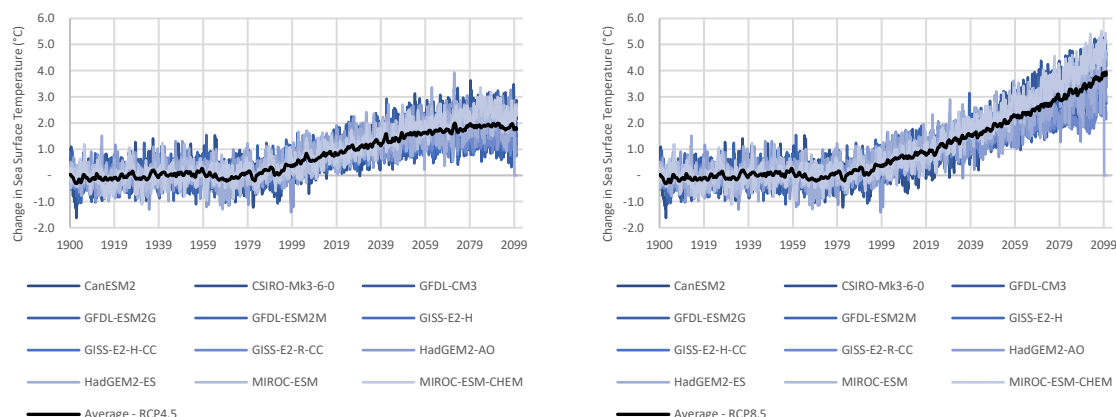 Change in Sea Surface Temperature (°C)
6.0
5.0
4.0
3.0
2.0
1.0
-
-1.0
-2.0
1900 1919 1939 1959 1979 1999 2019 2039 2059 2079 2099
CanESM2 CSIRO-Mk3-6-0 GFDL-CM3
GFDL-ESM2G GFDL-ESM2M GISS-E2-H
GISS-E2-H-CC GISS-E2-R-CC HadGEM2-AO
HadGEM2-ES MIROC-ESM MIROC-ESM-CHEM
Average - RCP4.5
Change in Sea Surface Temperature (°C)
6.0
5.0
4.0
3.0
2.0
1.0
-
-1.0
-2.0
1900 1919 1939 1959 1979 1999 2019 2039 2059 2079 2099
CanESM2 CSIRO-Mk3-6-0 GFDL-CM3
GFDL-ESM2G GFDL-ESM2M GISS-E2-H
GISS-E2-H-CC GISS-E2-R-CC HadGEM2-AO
HadGEM2-ES MIROC-ESM MIROC-ESM-CHEM
Average - RCP8.5